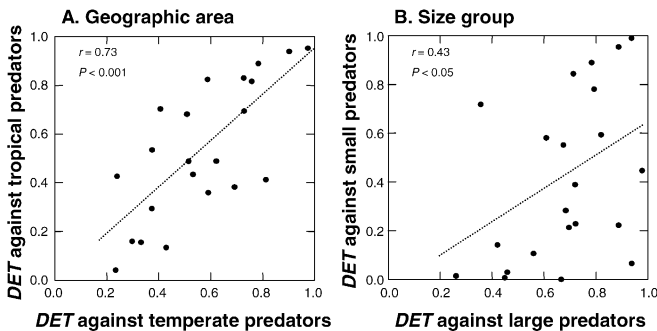 A. Geographic area
r = 0.73
P < 0.001
DET against tropical predators
1.0
0.8
0.6
0.4
0.2
0.0
0.0 0.2 0.4 0.6 0.8 1.0
DET against temperate predators
B. Size group
r = 0.43
P < 0.05
DET against small predators
1.0
0.8
0.6
0.4
0.2
0.0
0.0 0.2 0.4 0.6 0.8 1.0
DET against large predators